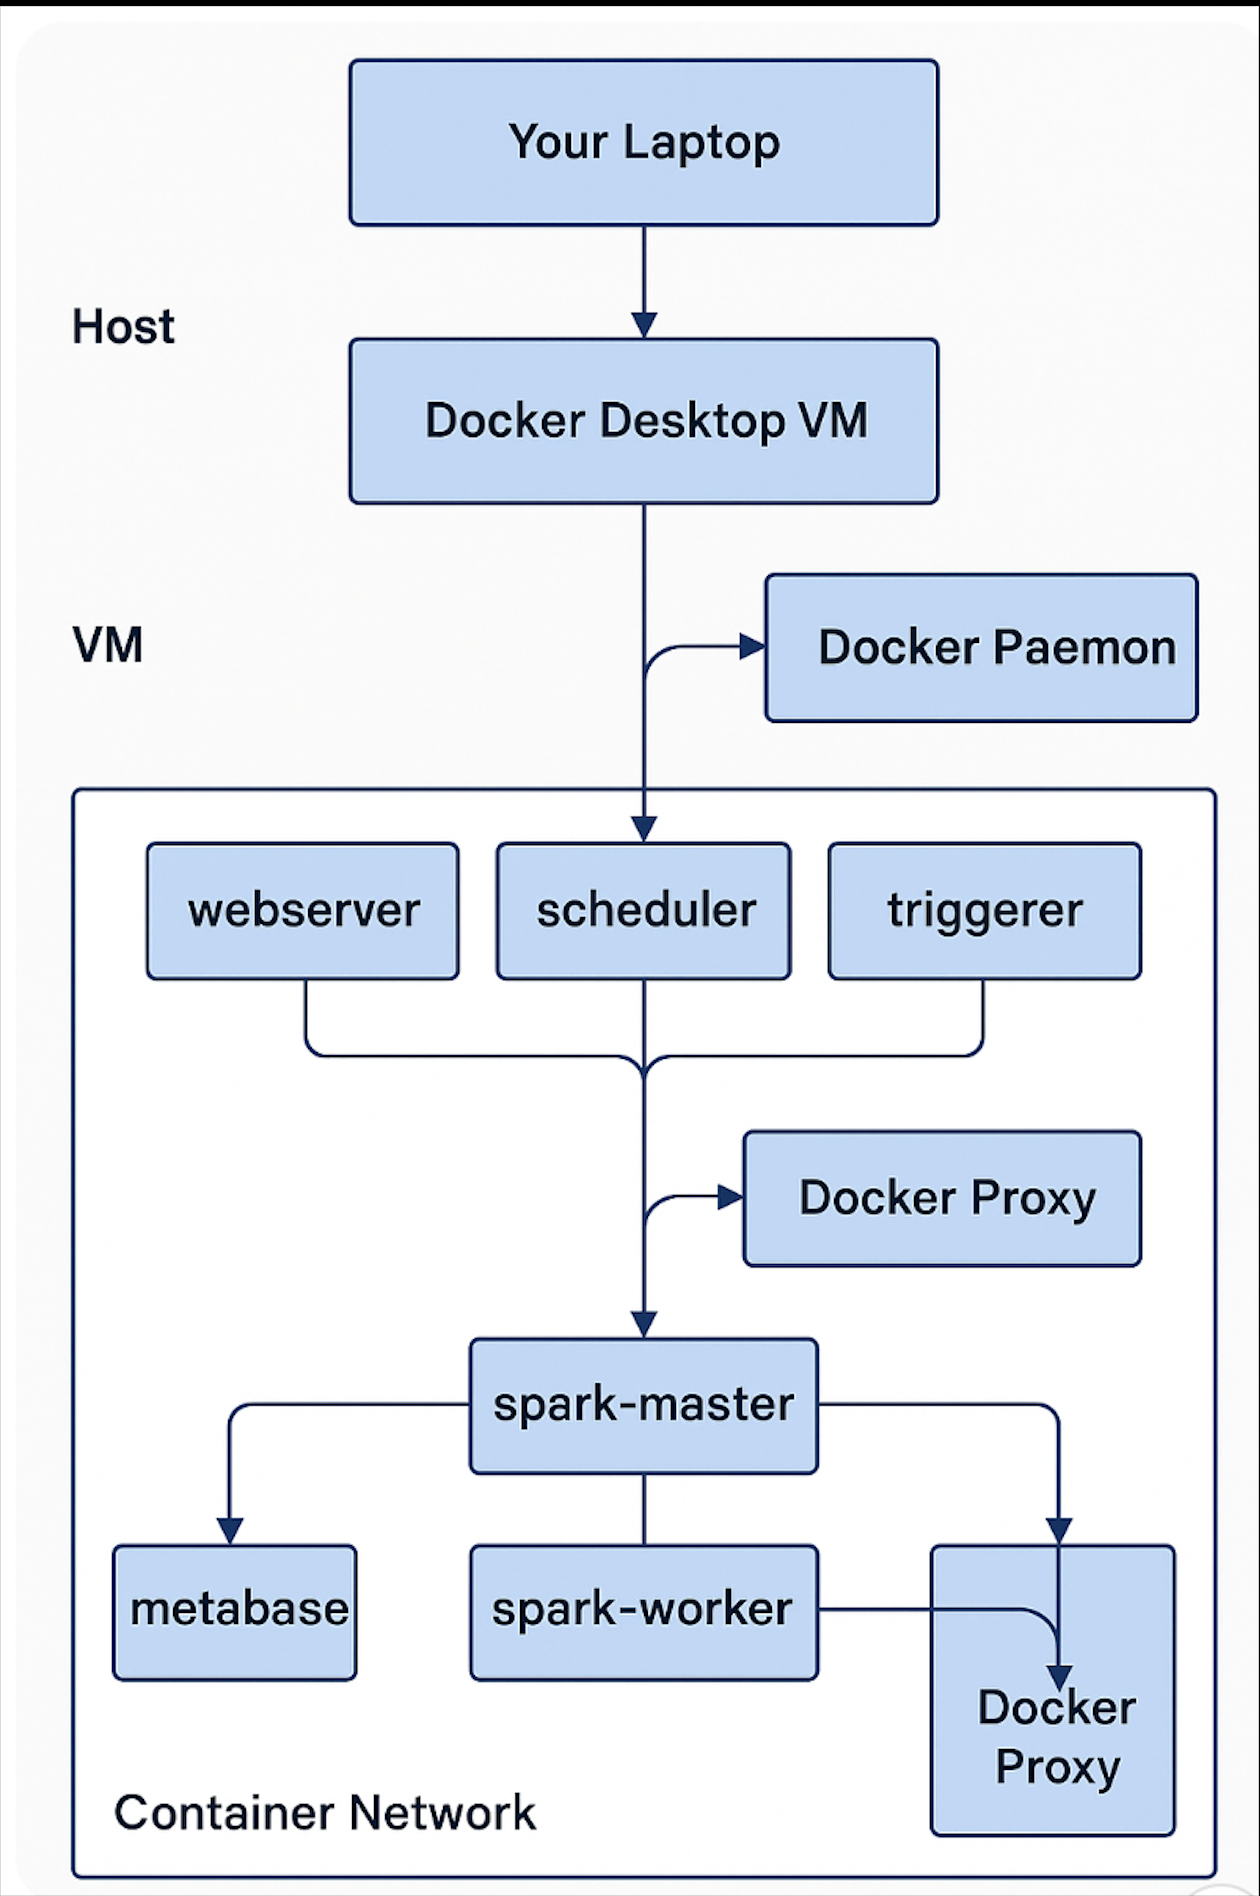 Your Laptop
Host
Docker Desktop VM
VM
Docker Paemon
webserver
scheduler
triggerer
Docker Proxy
spark-master
metabase
spark-worker
Docker
Proxy
Container Network